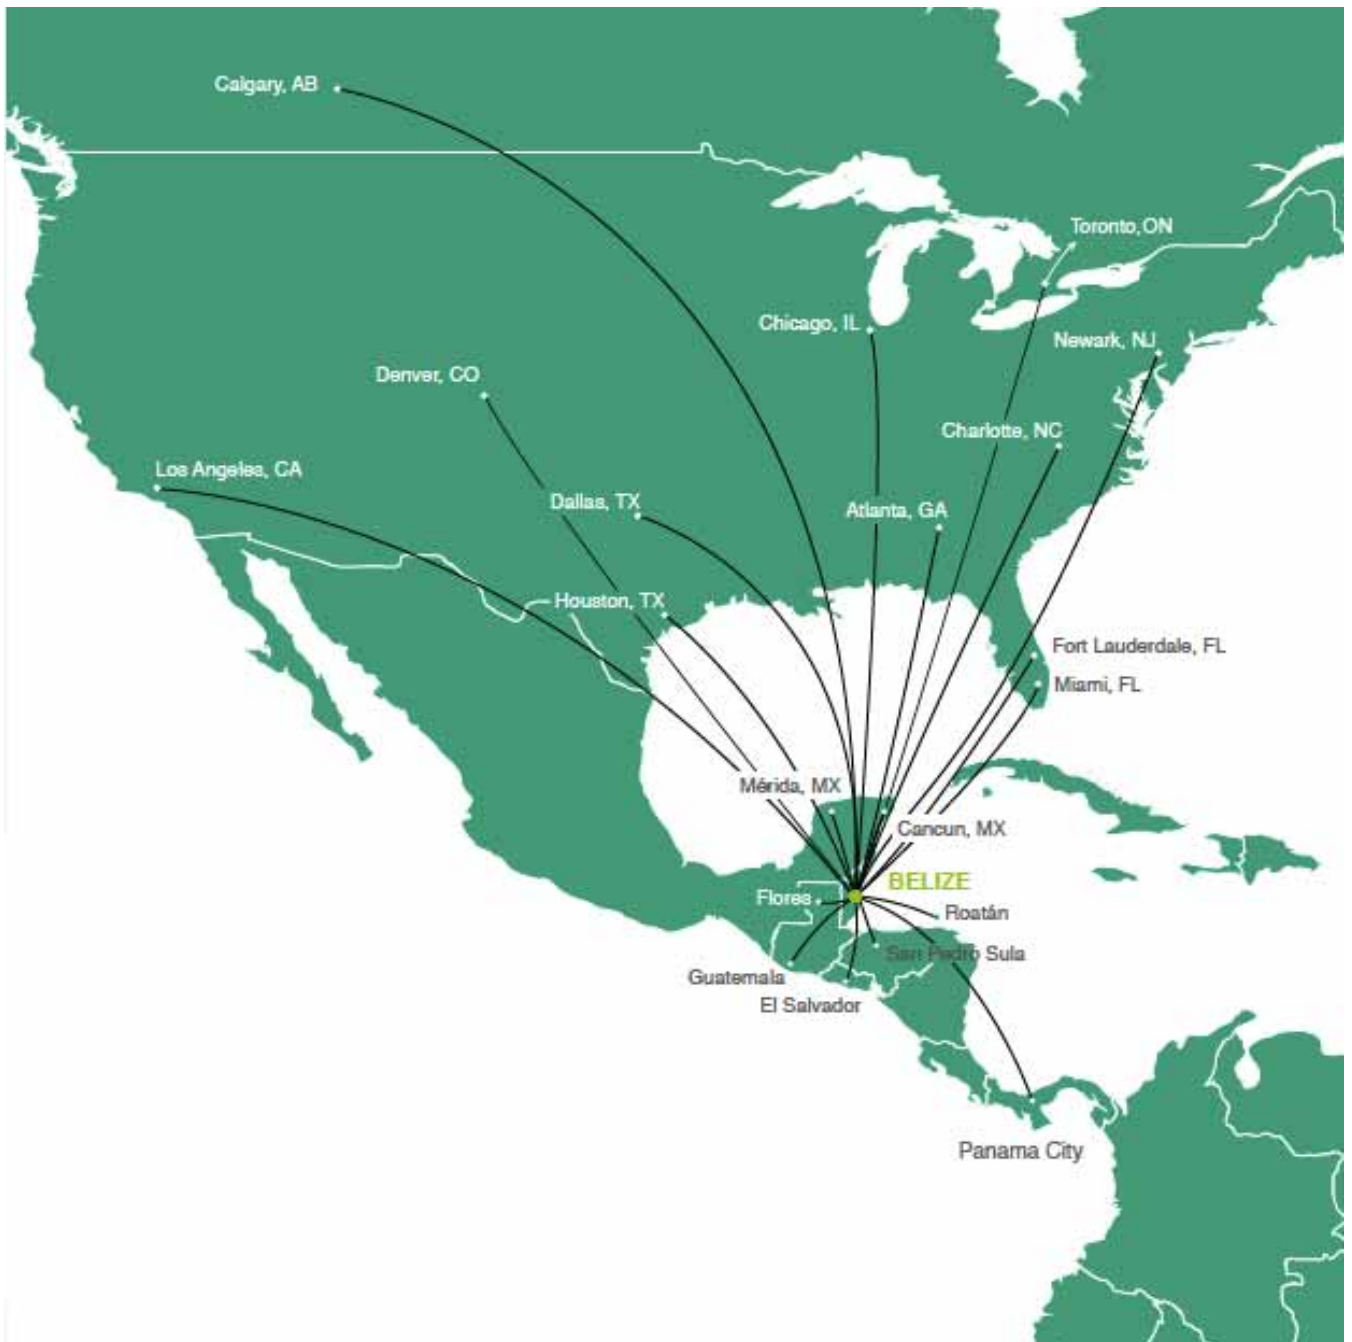 Calgary, AB
Toronto,ON
Chicago, IL
Newark, NJ
Denver, CO
Charlotte, NC
Los Angeles, CA
Dallas, TX
Atlanta, GA
Houston, TX
Fort Lauderdale, FL
Miami, FL
Mérida, MX
Cancun, MX
BELIZE
Flores
Roatán
San Pedro Sula
Guatemala
El Salvador
Panama City